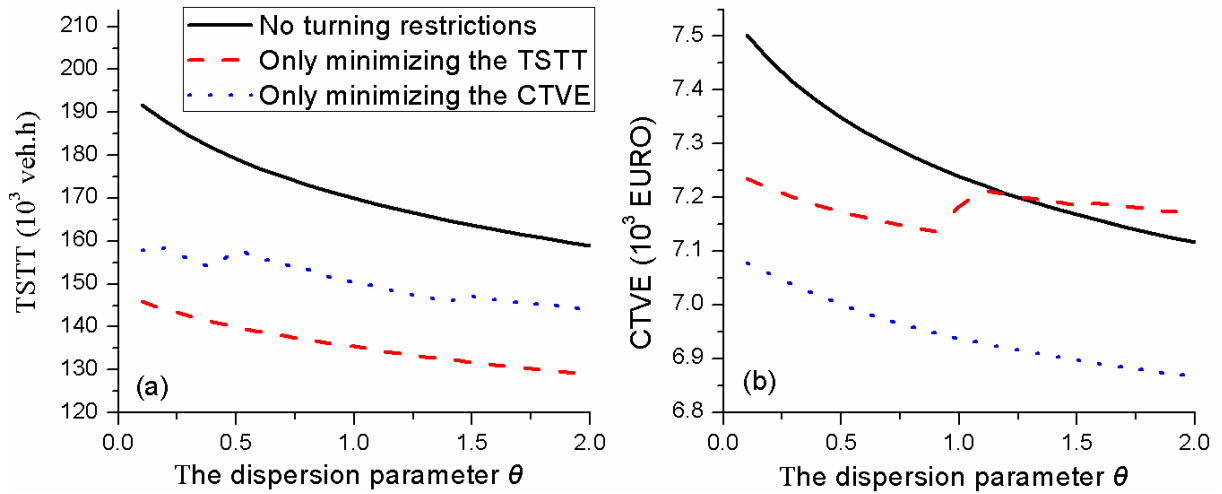 No turning restrictions
Only minimizing the TSTT
Only minimizing the CTVE
TSTT (10³ veh.h)
210
200
190
180
170
160
150
140
130
120
(a)
0.0 0.5 1.0 1.5 2.0
The dispersion parameter θ
CTVE (10³ EURO)
7.5
7.4
7.3
7.2
7.1
7.0
6.9
6.8
(b)
0.0 0.5 1.0 1.5 2.0
The dispersion parameter θ